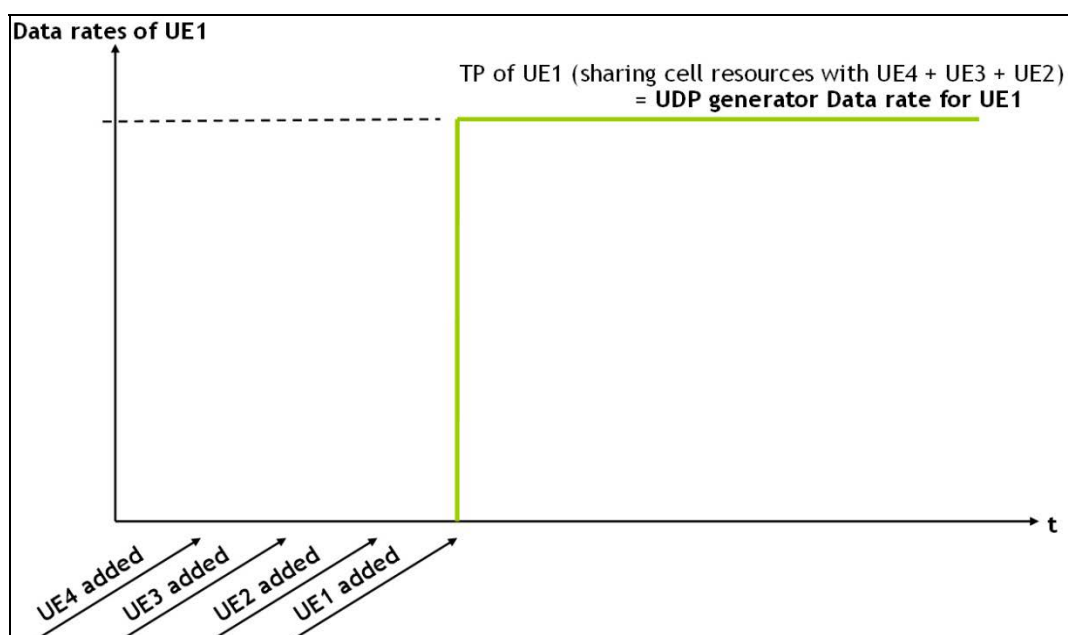 Data rates of UE1
TP of UE1 (sharing cell resources with UE4 + UE3 + UE2)
= UDP generator Data rate for UE1
t
UE4 added
UE3 added
UE2 added
UE1 added